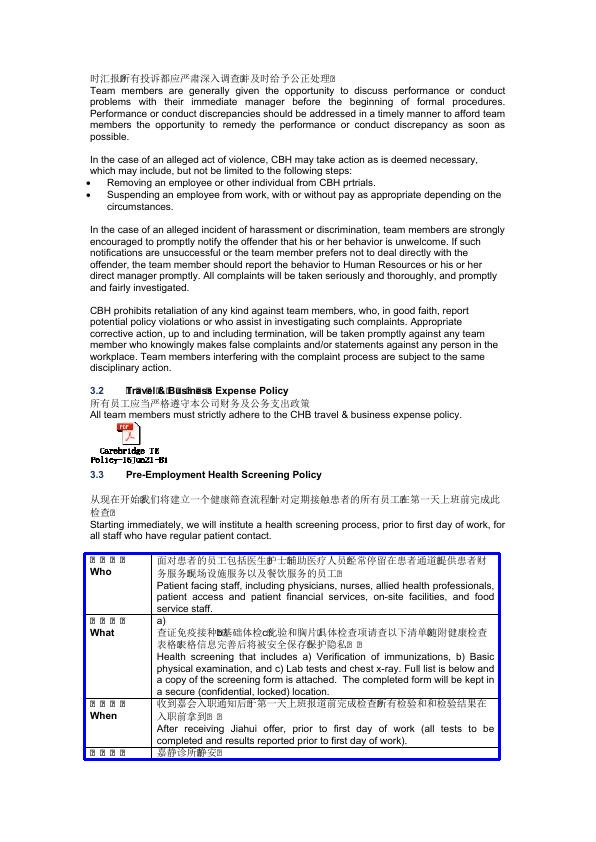 时汇报所有投诉都应严肃深入调查并及时给予公正处理
Team members are generally given the opportunity to discuss performance or conduct
problems with their immediate manager before the beginning of formal procedures.
Performance or conduct discrepancies should be addressed in a timely manner to afford team
members the opportunity to remedy the performance or conduct discrepancy as soon as
possible.
In the case of an alleged act of violence, CBH may take action as is deemed necessary,
which may include, but not be limited to the following steps:
• Removing an employee or other individual from CBH prtrials.
• Suspending an employee from work, with or without pay as appropriate depending on the
circumstances.
In the case of an alleged incident of harassment or discrimination, team members are strongly
encouraged to promptly notify the offender that his or her behavior is unwelcome. If such
notifications are unsuccessful or the team member prefers not to deal directly with the
offender, the team member should report the behavior to Human Resources or his or her
direct manager promptly. All complaints will be taken seriously and thoroughly, and promptly
and fairly investigated.
CBH prohibits retaliation of any kind against team members, who, in good faith, report
potential policy violations or who assist in investigating such complaints. Appropriate
corrective action, up to and including termination, will be taken promptly against any team
member who knowingly makes false complaints and/or statements against any person in the
workplace. Team members interfering with the complaint process are subject to the same
disciplinary action.
3.2 Travel & Business Expense Policy
所有员工应当严格遵守本公司财务及公务支出政策
All team members must strictly adhere to the CHB travel & business expense policy.
PDF
Carebridge TE
Policy-16Jun21-B1
3.3 Pre-Employment Health Screening Policy
从现在开始我们将建立一个健康筛查流程针对定期接触患者的所有员工在第一天上班前完成此
检查
Starting immediately, we will institute a health screening process, prior to first day of work, for
all staff who have regular patient contact.
Who
面对患者的员工包括医生护士辅助医疗人员经常停留在患者通道提供患者财
务服务现场设施服务以及餐饮服务的员工
Patient facing staff, including physicians, nurses, allied health professionals,
patient access and patient financial services, on-site facilities, and food
service staff.
What
a)
查证免疫接种b基础体检c化验和胸片具体检查项请查以下清单随附健康检查
表格表格信息完善后将被安全保存保护隐私
Health screening that includes a) Verification of immunizations, b) Basic
physical examination, and c) Lab tests and chest x-ray. Full list is below and
a copy of the screening form is attached. The completed form will be kept in
a secure (confidential, locked) location.
When
收到嘉会入职通知后于第一天上班报道前完成检查所有检验和和检验结果在
入职前拿到
After receiving Jiahui offer, prior to first day of work (all tests to be
completed and results reported prior to first day of work).
嘉静诊所静安